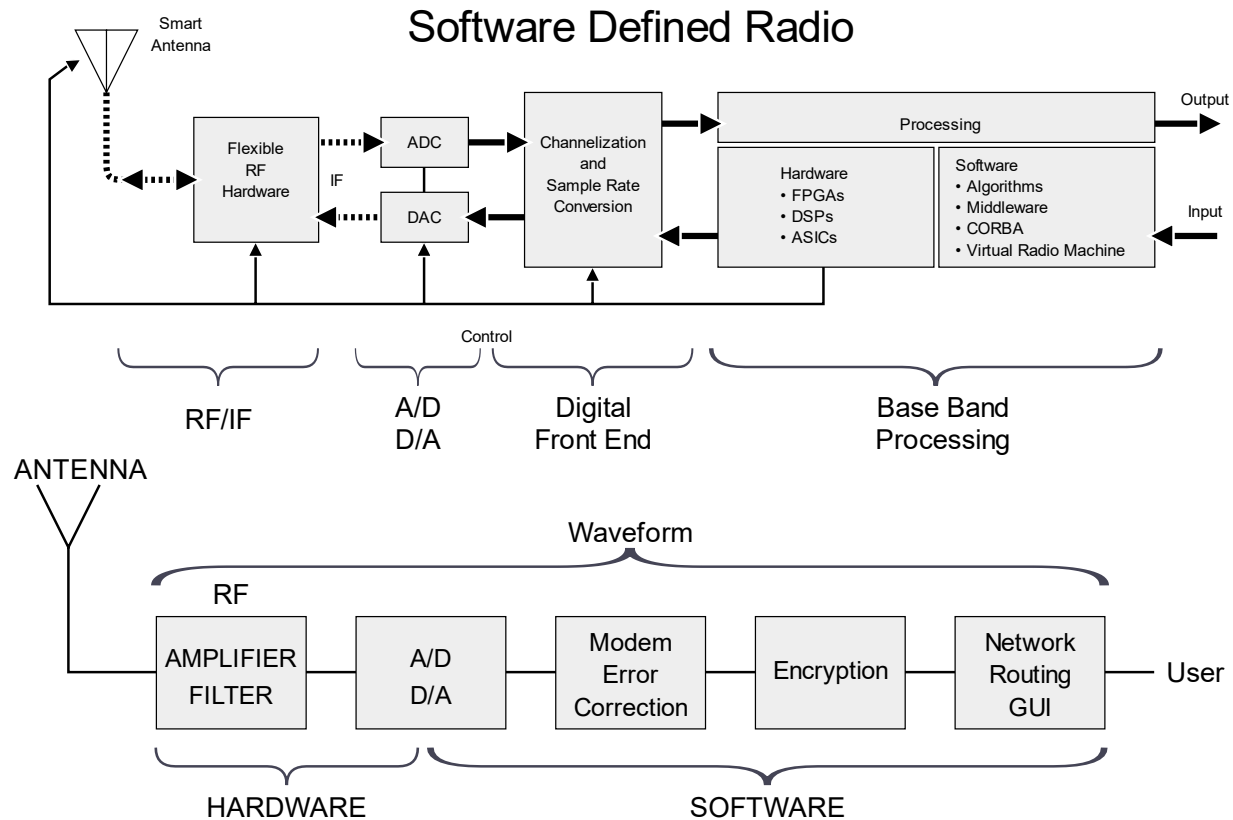 Software Defined Radio
Smart
Antenna
Flexible
RF
Hardware
IF
ADC
DAC
Channelization
and
Sample Rate
Conversion
Processing
Hardware
• FPGAs
• DSPs
• ASICs
Software
• Algorithms
• Middleware
• CORBA
• Virtual Radio Machine
Output
Input
Control
RF/IF
A/D
D/A
Digital
Front End
Base Band
Processing
ANTENNA
Waveform
RF
AMPLIFIER
FILTER
A/D
D/A
Modem
Error
Correction
Encryption
Network
Routing
GUI
User
HARDWARE
SOFTWARE